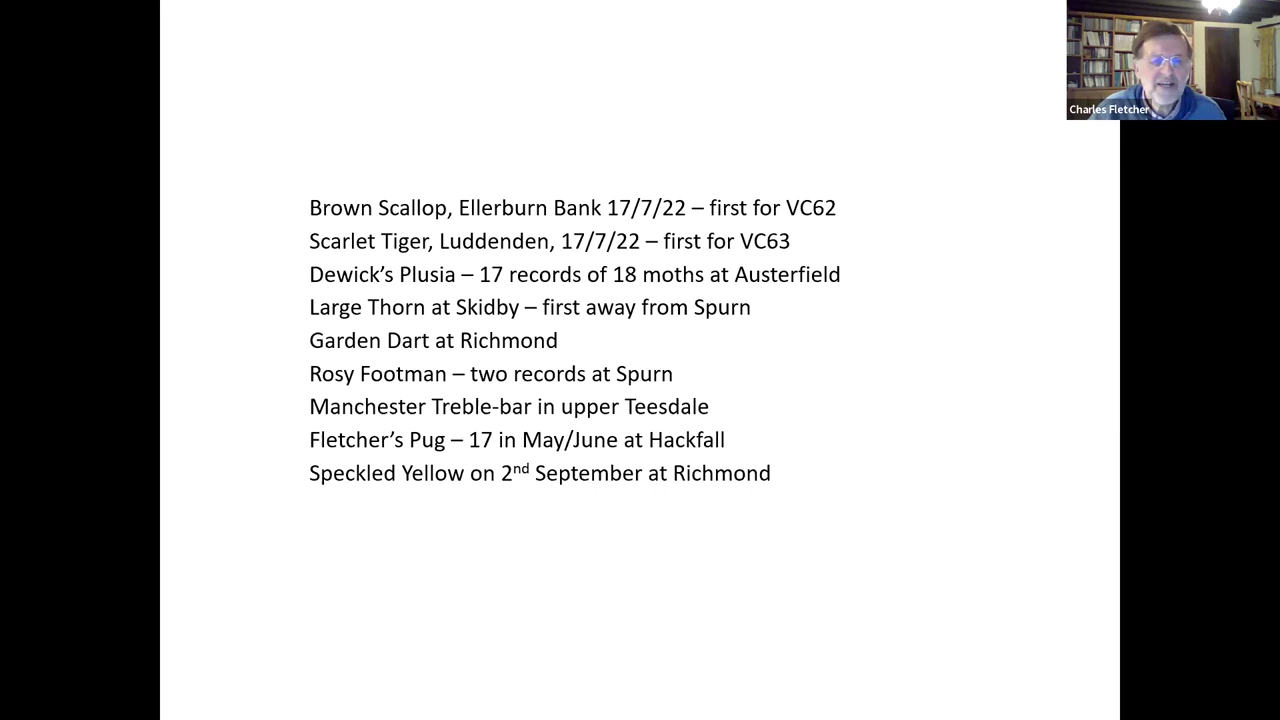 Charles Fletcher
Brown Scallop, Ellerburn Bank 17/7/22 – first for VC62
Scarlet Tiger, Luddenden, 17/7/22 – first for VC63
Dewick’s Plusia – 17 records of 18 moths at Austerfield
Large Thorn at Skidby – first away from Spurn
Garden Dart at Richmond
Rosy Footman – two records at Spurn
Manchester Treble-bar in upper Teesdale
Fletcher’s Pug – 17 in May/June at Hackfall
Speckled Yellow on 2nd September at Richmond